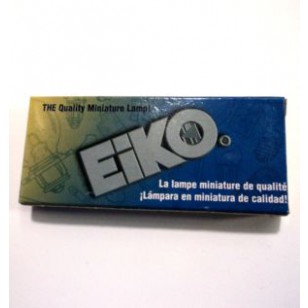 THE Quality Miniature Lamp!
EiKO
La lampe miniature de qualité
¡Lámpara en miniatura de calidad!